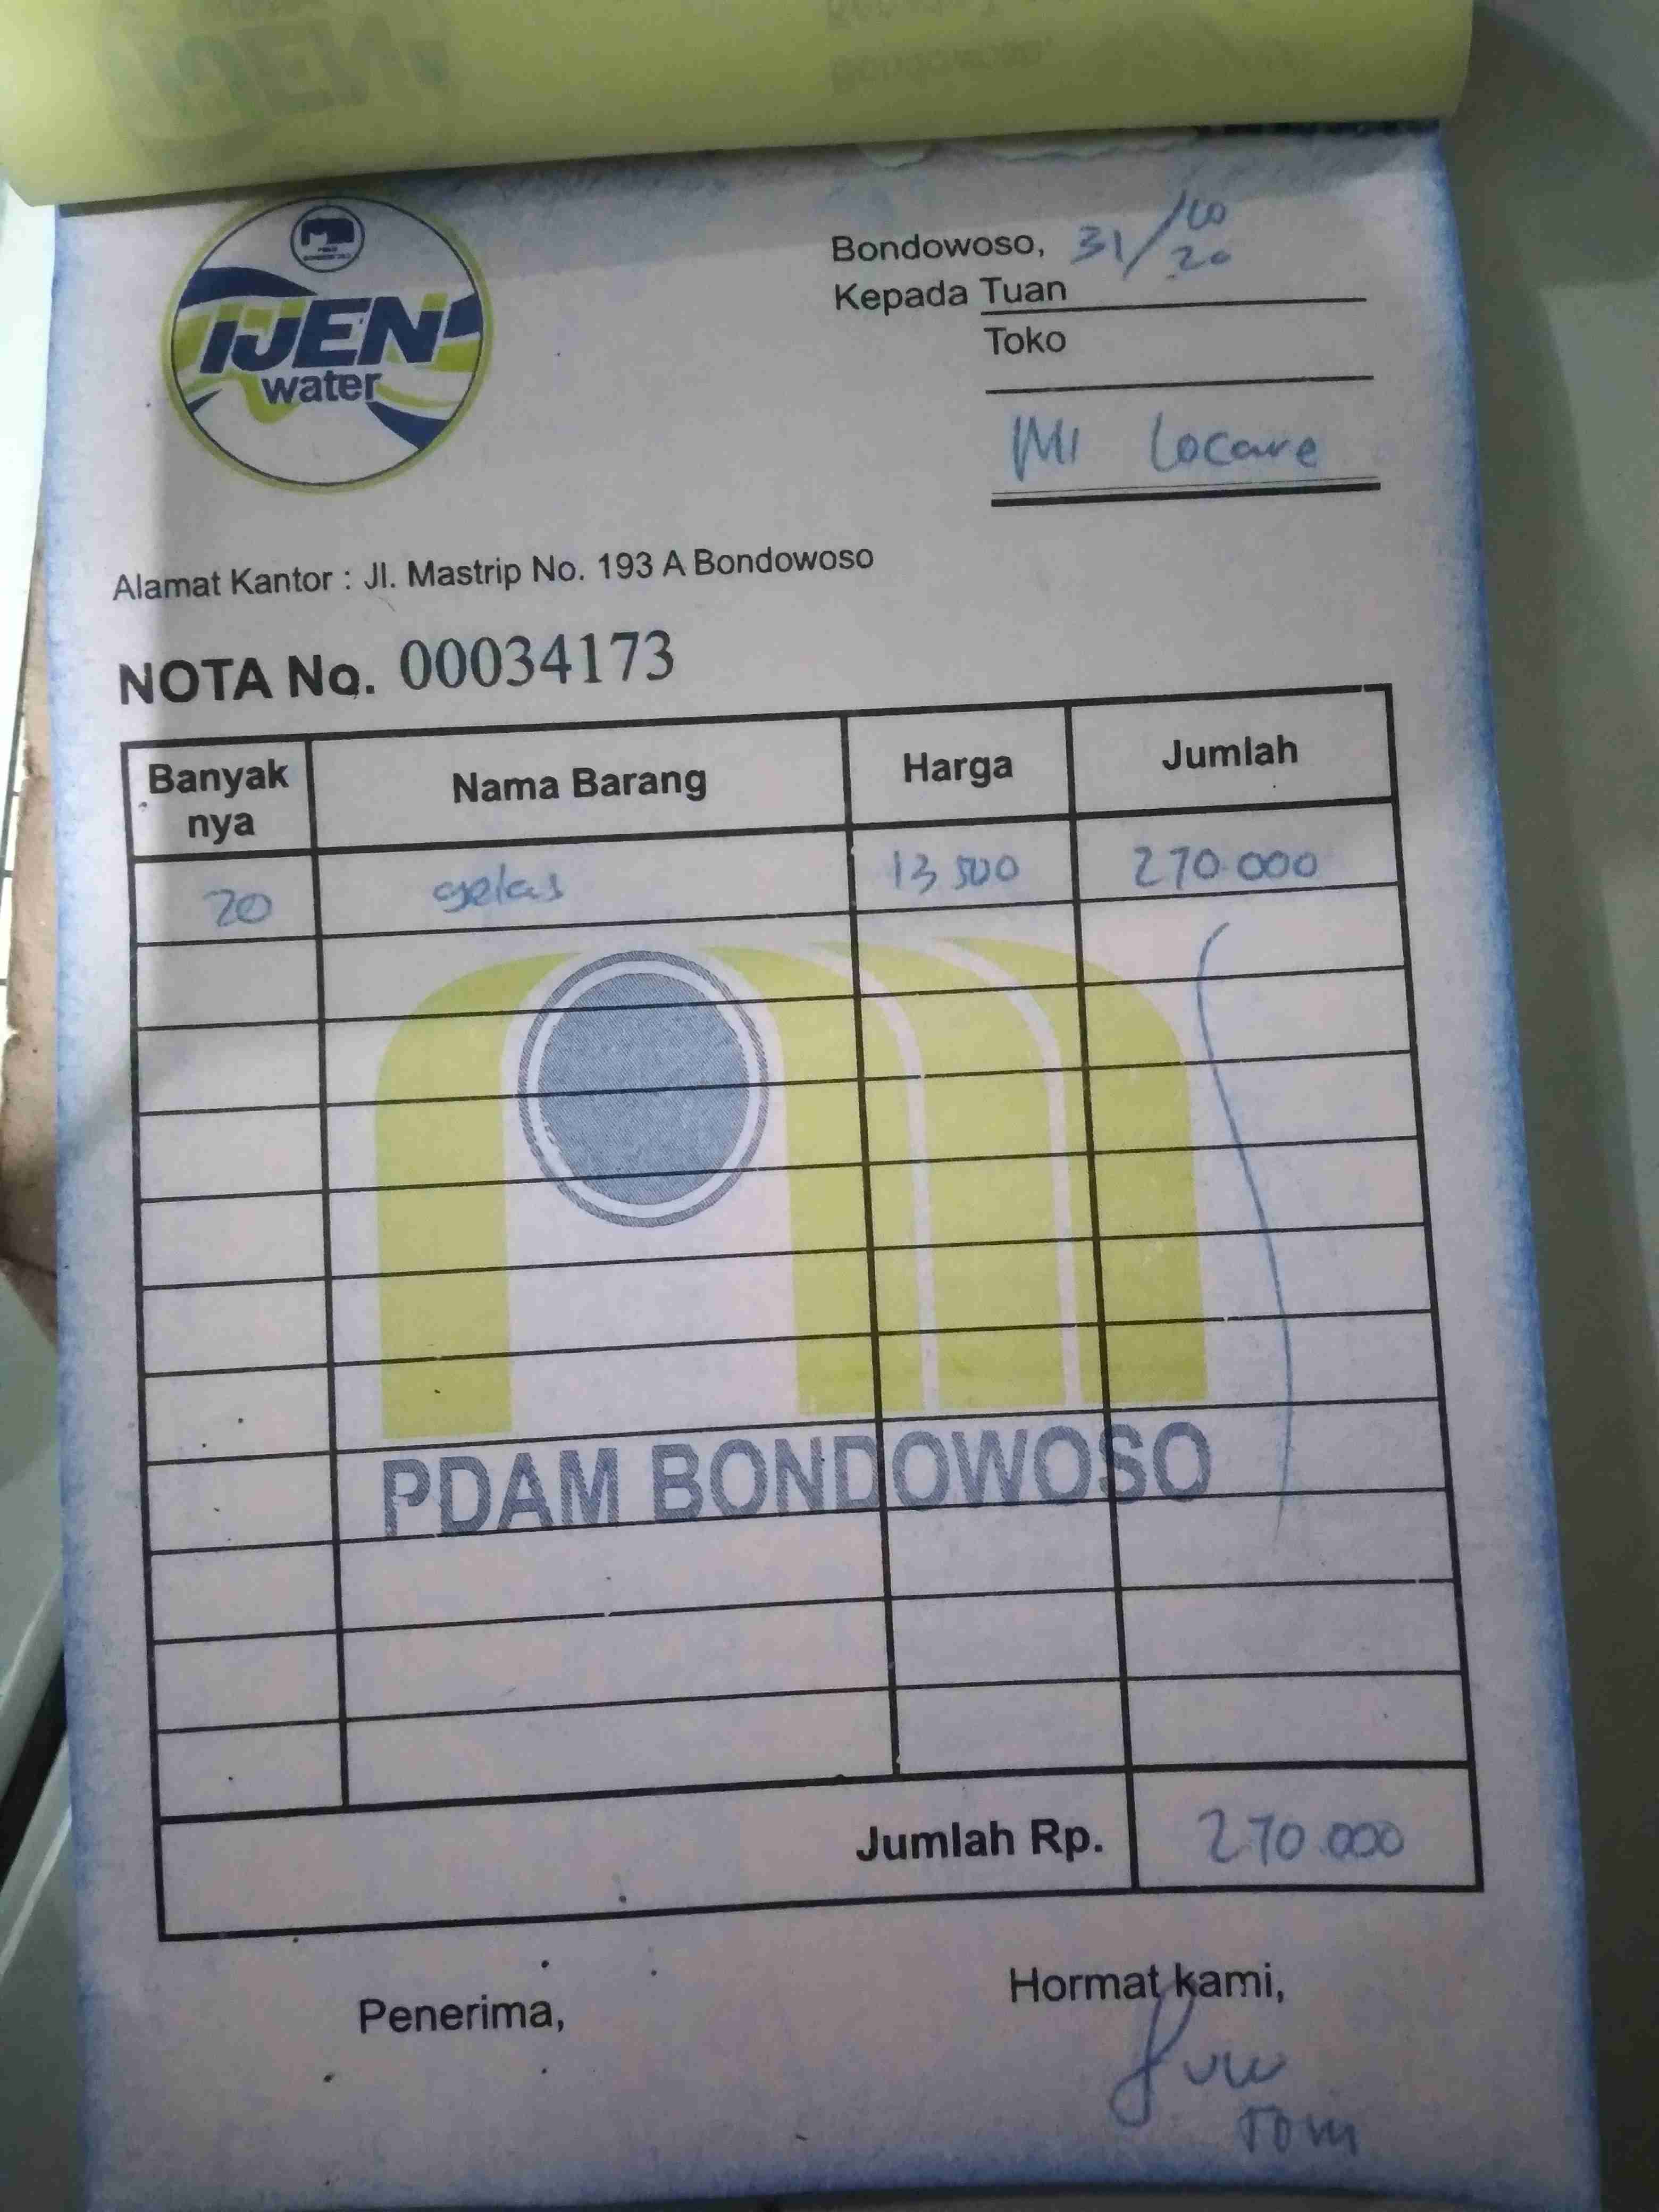 IJEN
water
Bondowoso, 31/10 20
Kepada Tuan
Toko
MI Locare
Alamat Kantor : Jl. Mastrip No. 193 A Bondowoso
NOTA No. 00034173
Banyak nya Nama Barang Harga Jumlah
20 gelas 13 500 270.000
PDAM BONDOWOSO
Jumlah Rp. 270.000
Penerima, Hormat kami,
Tom